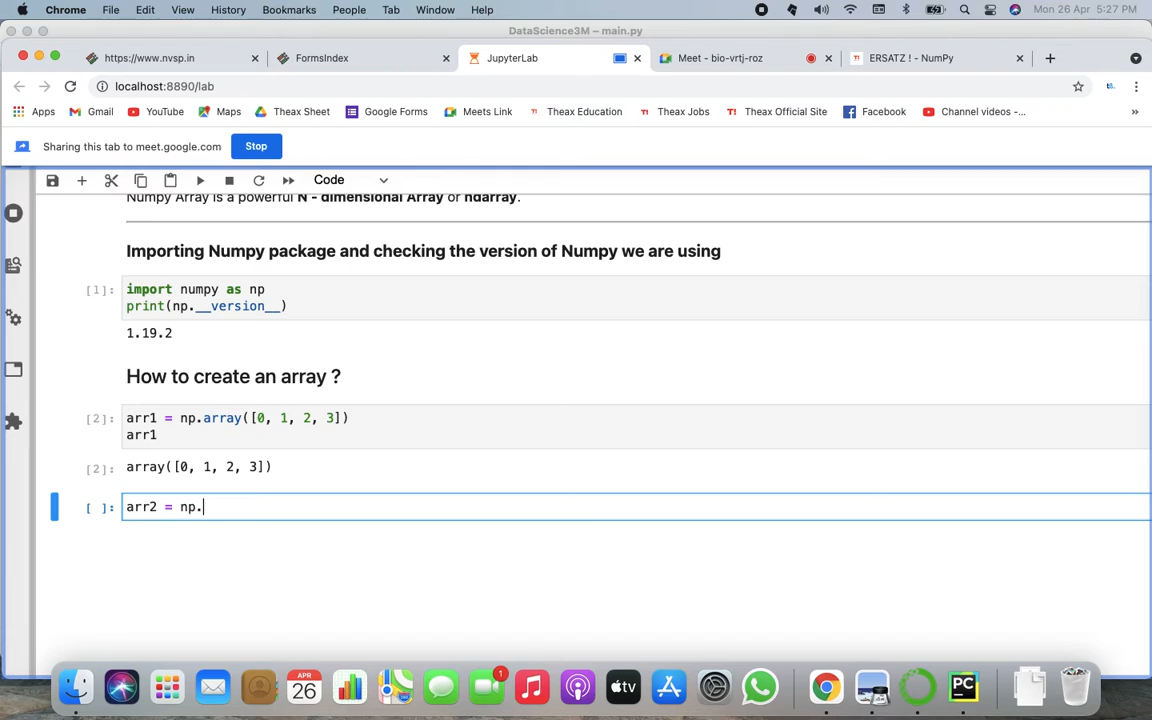 Chrome File Edit View History Bookmarks People Tab Window Help Mon 26 Apr 5:27 PM
DataScience3M – main.py
https://www.nvsp.in FormsIndex JupyterLab Meet - bio-vrtj-roz ERSATZ ! - NumPy
localhost:8890/lab
Apps Gmail YouTube Maps Theax Sheet Google Forms Meets Link Theax Education Theax Jobs Theax Official Site Facebook Channel videos -... »
Sharing this tab to meet.google.com Stop
Code
Numpy Array is a powerful N - dimensional Array or ndarray.
Importing Numpy package and checking the version of Numpy we are using
[1]: import numpy as np
print(np.__version__)
1.19.2
How to create an array ?
[2]: arr1 = np.array([0, 1, 2, 3])
arr1
[2]: array([0, 1, 2, 3])
[ ]: arr2 = np.
APR
26
1
tv
PC